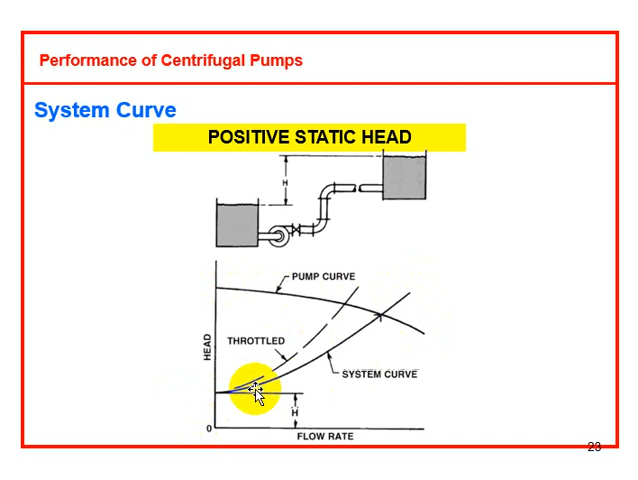 Performance of Centrifugal Pumps
System Curve
POSITIVE STATIC HEAD
H
PUMP CURVE
THROTTLED
HEAD
SYSTEM CURVE
H
0
FLOW RATE
23